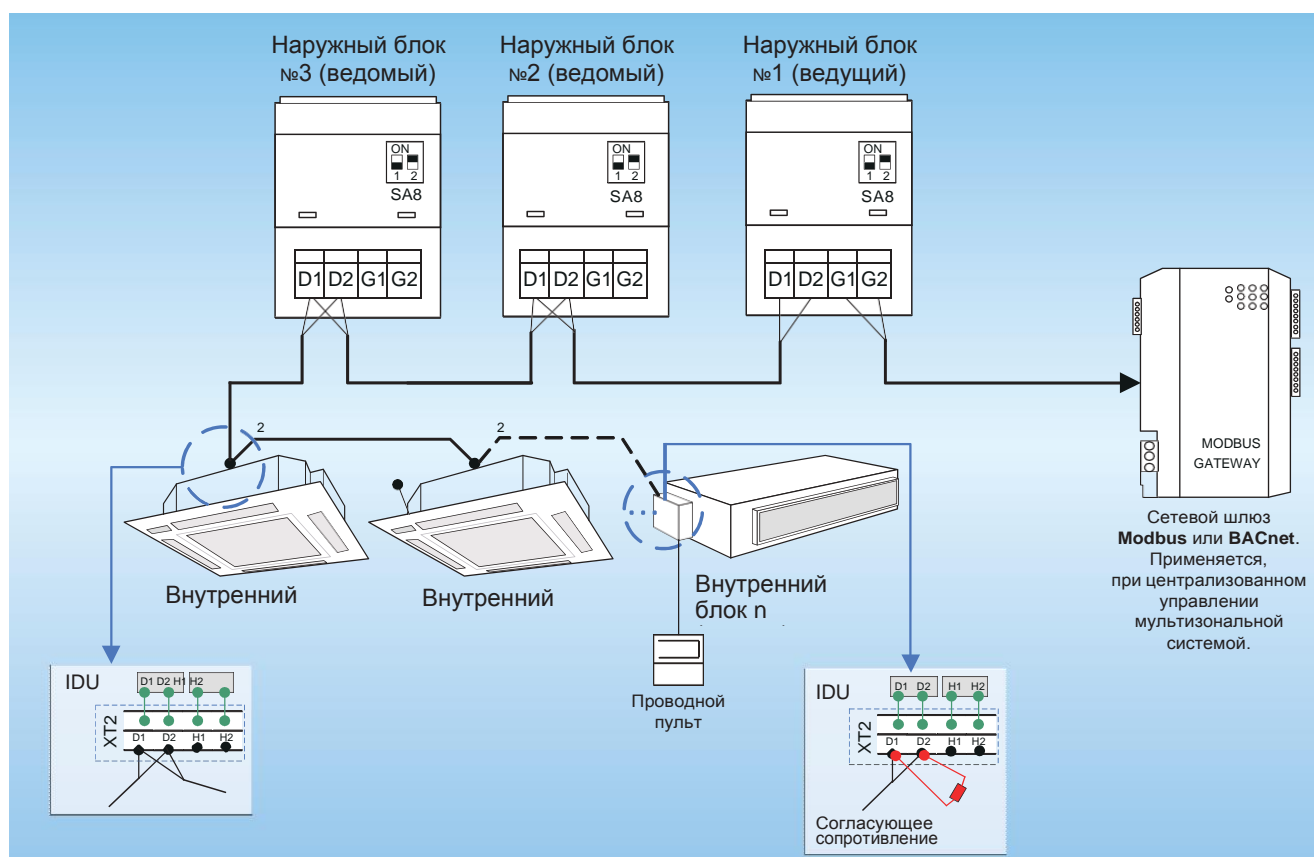 Наружный блок
№3 (ведомый)
Наружный блок
№2 (ведомый)
Наружный блок
№1 (ведущий)
ON
1 2
SA8
ON
1 2
SA8
ON
1 2
SA8
D1 D2 G1 G2
D1 D2 G1 G2
D1 D2 G1 G2
MODBUS
GATEWAY
Сетевой шлюз
Modbus или BACnet.
Применяется,
при централизованном
управлении
мультизональной
системой.
2
2
Внутренний
Внутренний
Внутренний
блок n
Проводной
пульт
IDU
D1 D2 H1 H2
XT2
D1 D2 H1 H2
IDU
D1 D2 H1 H2
XT2
D1 D2 H1 H2
Согласующее
сопротивление